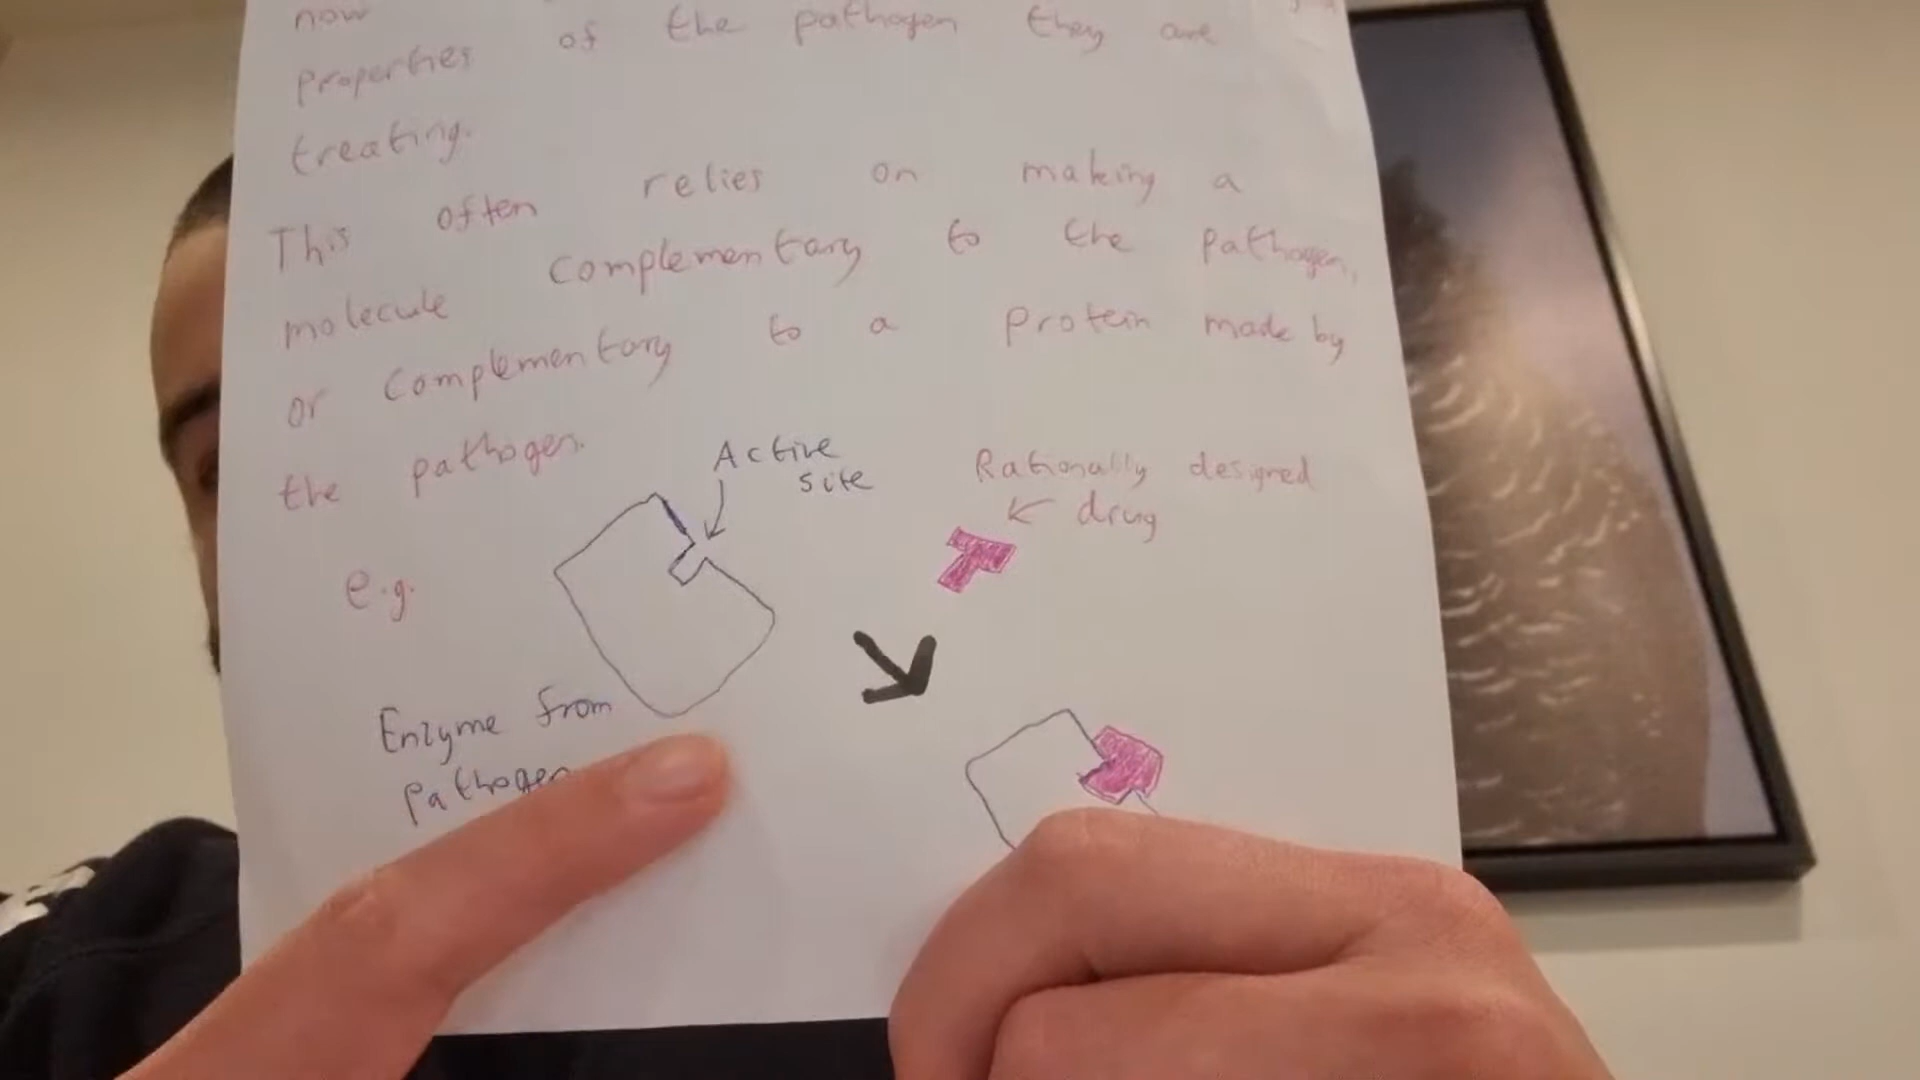 now
properties of the pathogen they are
treating.
This often relies on making a
molecule complementary to the pathogen,
or complementary to a protein made by
the pathogen.
Active
site
Rationally designed
drug
e.g.
Enzyme from
pathogen